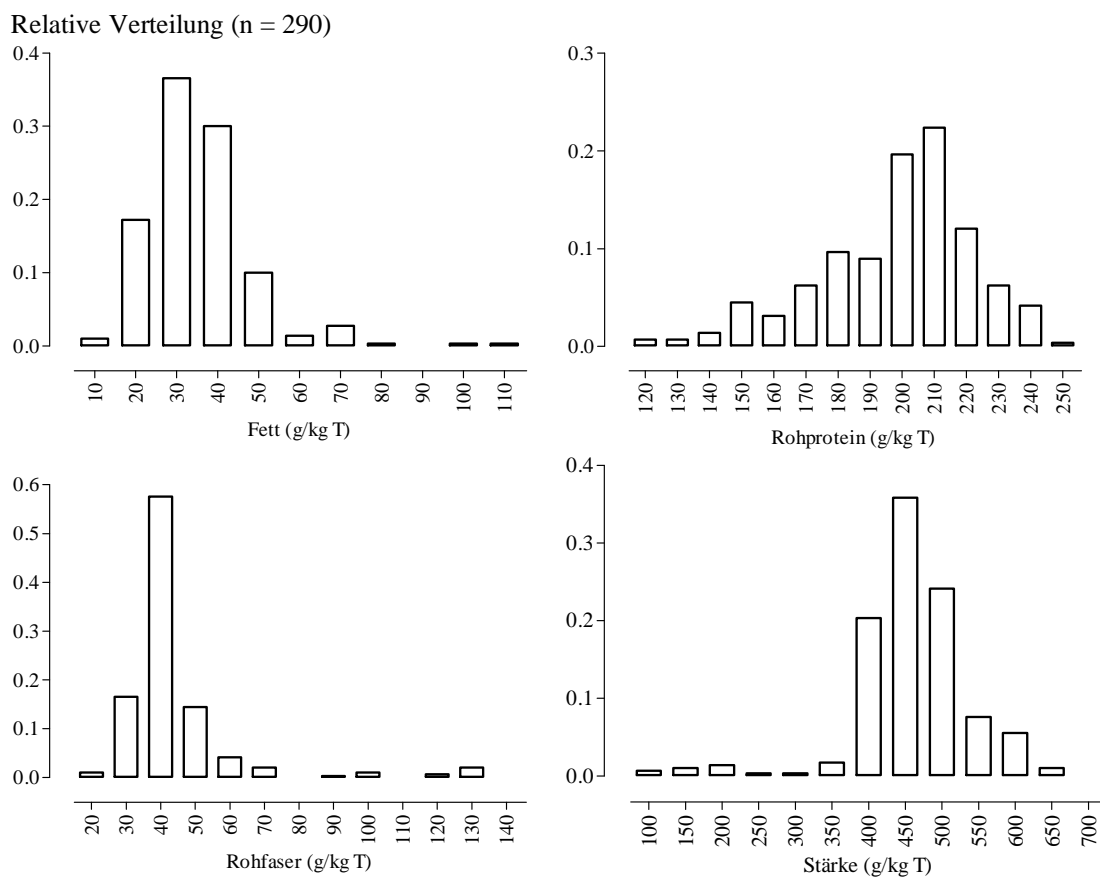 Relative Verteilung (n = 290)
0.4
0.3
0.2
0.1
0.0
10 20 30 40 50 60 70 80 90 100 110
Fett (g/kg T)
0.3
0.2
0.1
0.0
120 130 140 150 160 170 180 190 200 210 220 230 240 250
Rohprotein (g/kg T)
0.6
0.5
0.4
0.3
0.2
0.1
0.0
20 30 40 50 60 70 80 90 100 110 120 130 140
Rohfaser (g/kg T)
0.4
0.3
0.2
0.1
0.0
100 150 200 250 300 350 400 450 500 550 600 650 700
Stärke (g/kg T)